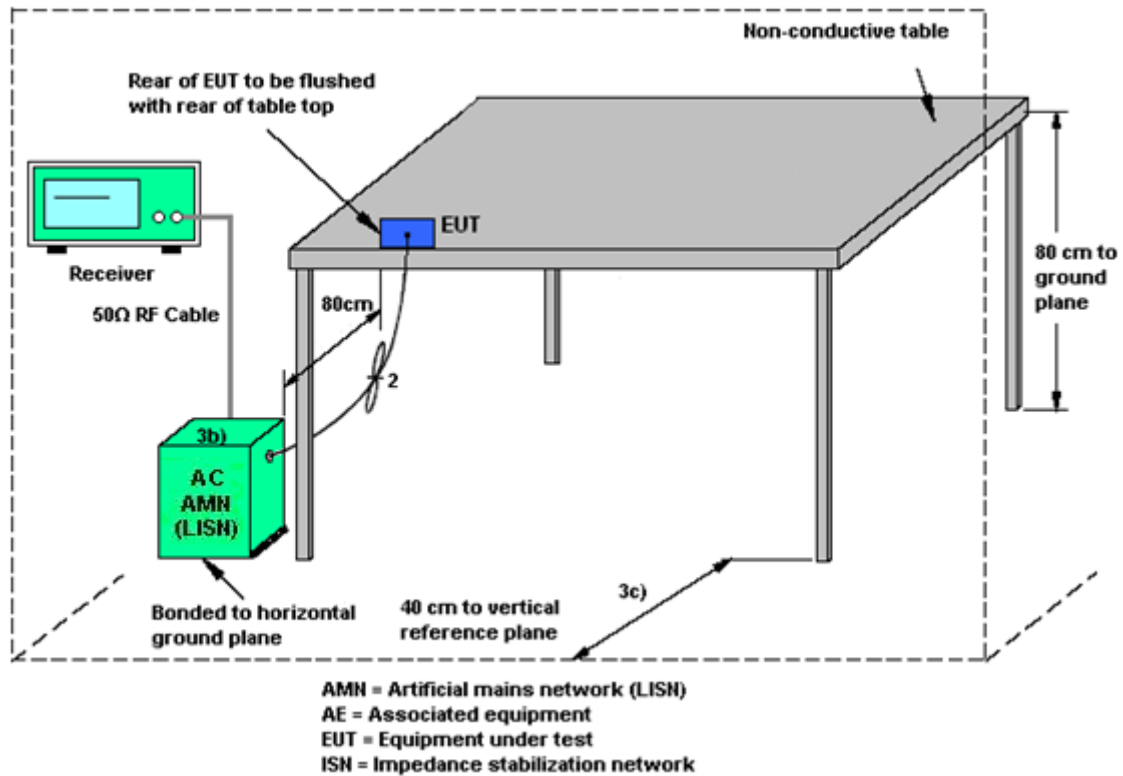 Non-conductive table
Rear of EUT to be flushed
with rear of table top
EUT
Receiver
80cm
80 cm to
ground
plane
50Ω RF Cable
2
3b)
AC
AMN
(LISN)
3c)
Bonded to horizontal
ground plane
40 cm to vertical
reference plane
AMN = Artificial mains network (LISN)
AE = Associated equipment
EUT = Equipment under test
ISN = Impedance stabilization network